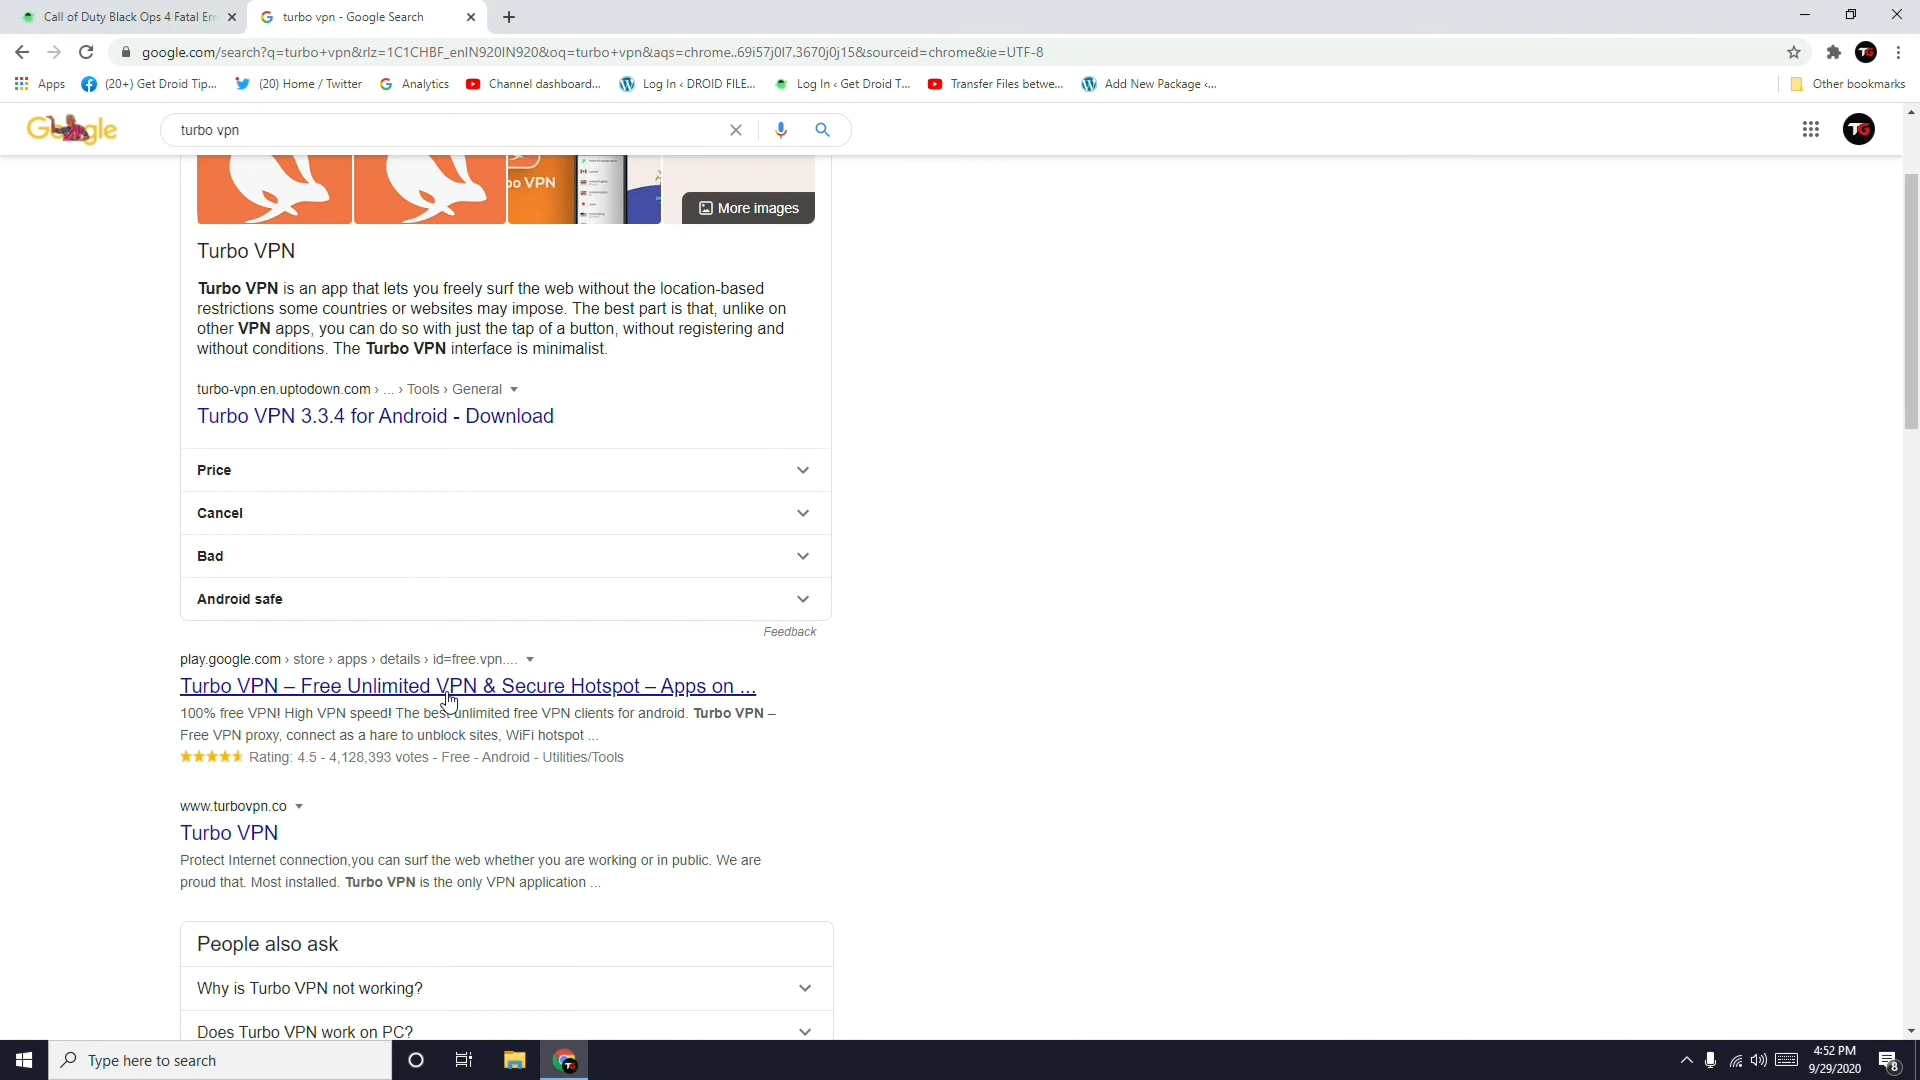 Call of Duty Black Ops 4 Fatal Err
turbo vpn - Google Search
google.com/search?q=turbo+vpn&rlz=1C1CHBF_enIN920IN920&oq=turbo+vpn&aqs=chrome..69i57j0l7.3670j0j15&sourceid=chrome&ie=UTF-8
Apps
(20+) Get Droid Tip...
(20) Home / Twitter
Analytics
Channel dashboard...
Log In ‹ DROID FILE...
Log In ‹ Get Droid T...
Transfer Files betwe...
Add New Package ‹...
Other bookmarks
turbo vpn
TG
More images
Turbo VPN
Turbo VPN is an app that lets you freely surf the web without the location-based
restrictions some countries or websites may impose. The best part is that, unlike on
other VPN apps, you can do so with just the tap of a button, without registering and
without conditions. The Turbo VPN interface is minimalist.
turbo-vpn.en.uptodown.com › ... › Tools › General
Turbo VPN 3.3.4 for Android - Download
Price
Cancel
Bad
Android safe
Feedback
play.google.com › store › apps › details › id=free.vpn....
Turbo VPN – Free Unlimited VPN & Secure Hotspot – Apps on ...
100% free VPN! High VPN speed! The best unlimited free VPN clients for android. Turbo VPN –
Free VPN proxy, connect as a hare to unblock sites, WiFi hotspot ...
Rating: 4.5 - 4,128,393 votes - Free - Android - Utilities/Tools
www.turbovpn.co
Turbo VPN
Protect Internet connection,you can surf the web whether you are working or in public. We are
proud that. Most installed. Turbo VPN is the only VPN application ...
People also ask
Why is Turbo VPN not working?
Does Turbo VPN work on PC?
Type here to search
4:52 PM
9/29/2020
8